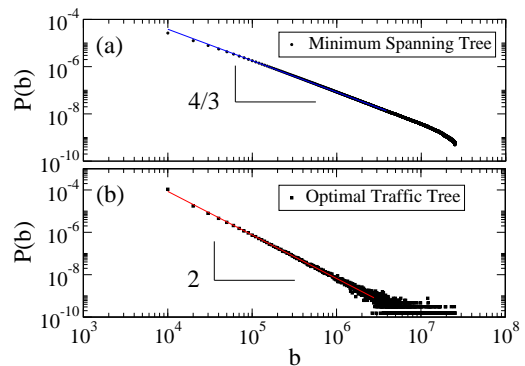 10^-4
(a)
Minimum Spanning Tree
10^-6
P(b)
4/3
10^-8
10^-10
10^-4
(b)
Optimal Traffic Tree
10^-6
P(b)
2
10^-8
10^-10
10^3 10^4 10^5 10^6 10^7 10^8
b